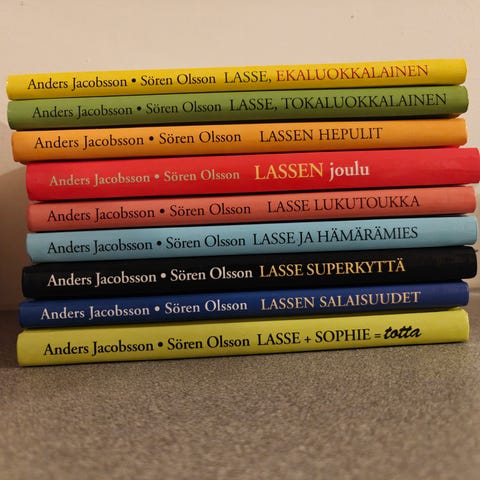 Anders Jacobsson • Sören Olsson LASSE, EKALUOKKALAINEN
Anders Jacobsson • Sören Olsson LASSE, TOKALUOKKALAINEN
Anders Jacobsson • Sören Olsson LASSEN HEPULIT
Anders Jacobsson • Sören Olsson LASSEN joulu
Anders Jacobsson • Sören Olsson LASSE LUKUTOUKKA
Anders Jacobsson • Sören Olsson LASSE JA HÄMÄRÄMIES
Anders Jacobsson • Sören Olsson LASSE SUPERKYTTÄ
Anders Jacobsson • Sören Olsson LASSEN SALAISUUDET
Anders Jacobsson • Sören Olsson LASSE + SOPHIE = totta